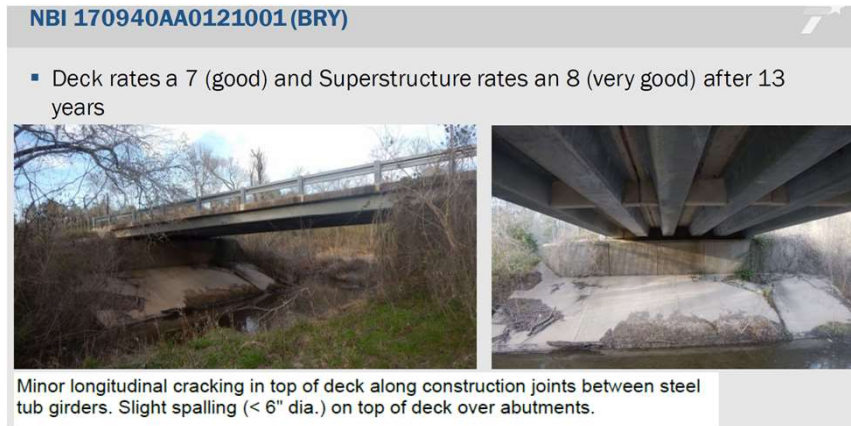 NBI 170940AA0121001 (BRY)
▪ Deck rates a 7 (good) and Superstructure rates an 8 (very good) after 13
years
Minor longitudinal cracking in top of deck along construction joints between steel
tub girders. Slight spalling (< 6" dia.) on top of deck over abutments.